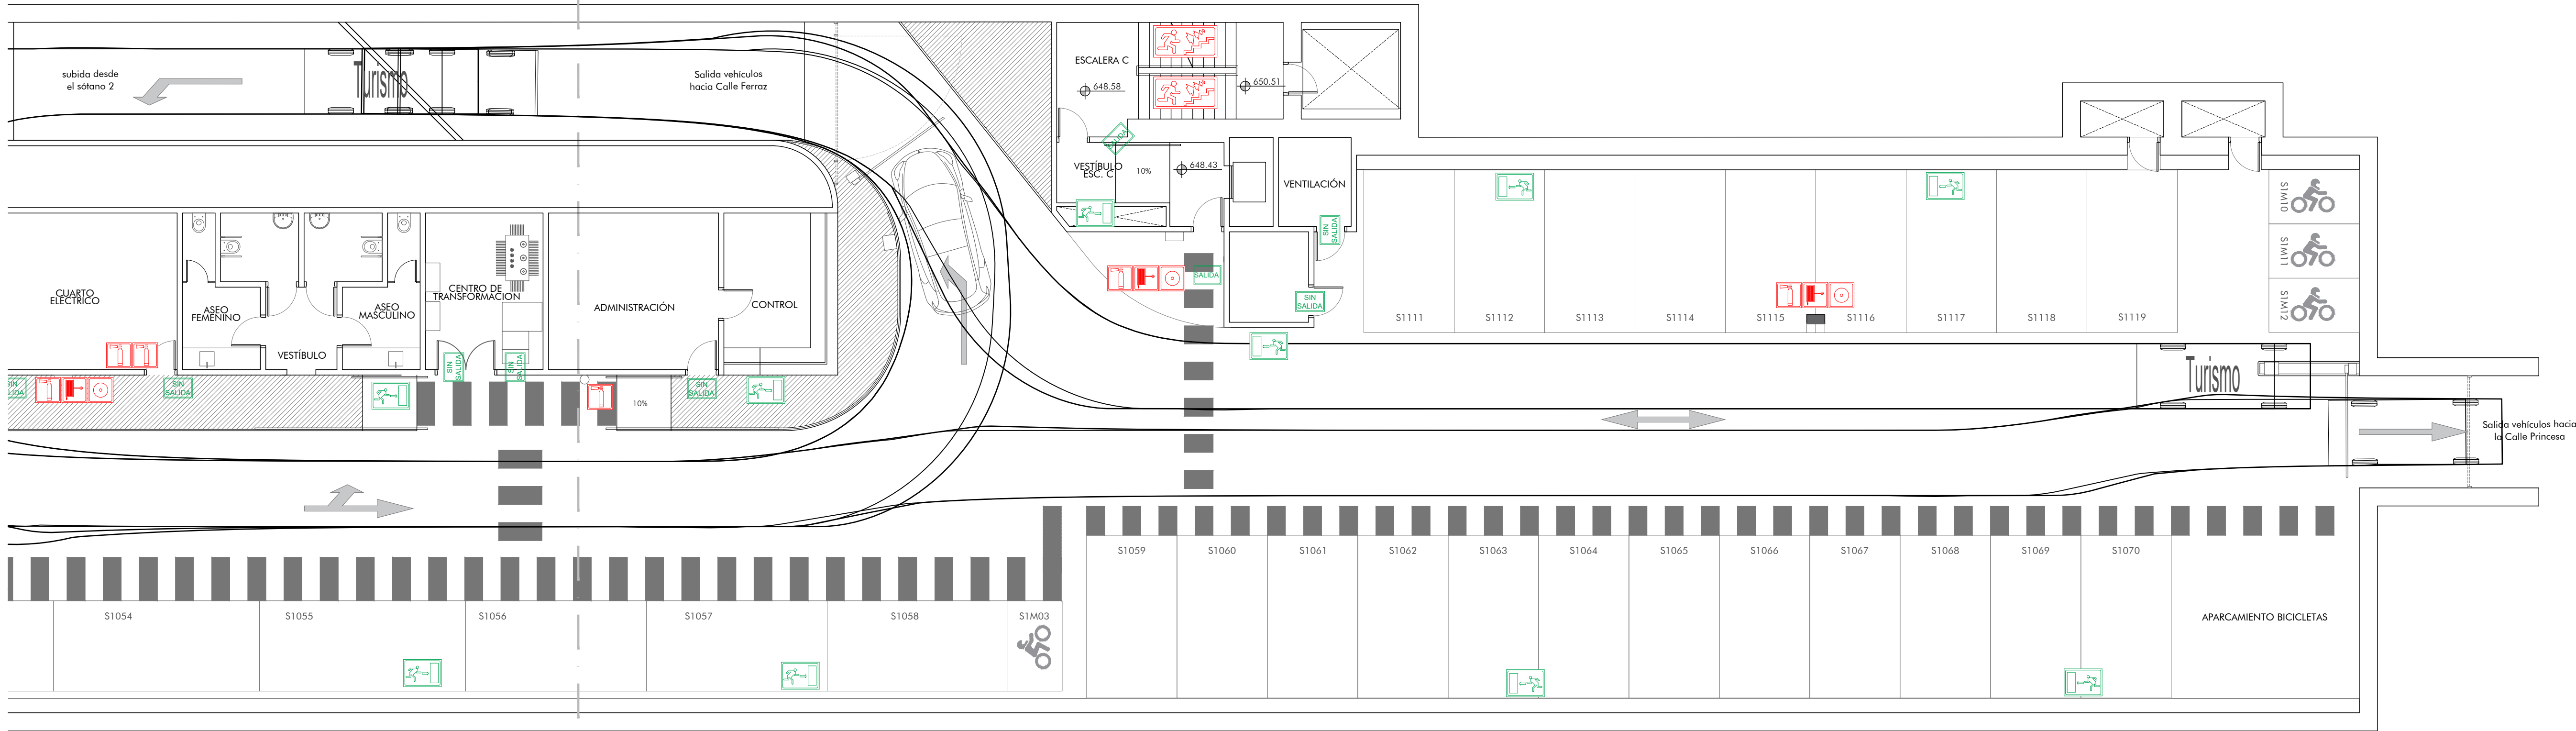 subida desde
el sótano 2
Turismo
Salida vehículos
hacia Calle Ferraz
ESCALERA C
648.58
650.51
SALIDA
VESTÍBULO
ESC. C
10%
648.43
VENTILACIÓN
SIN
SALIDA
SALIDA
SIN
SALIDA
CUARTO
ELECTRICO
ASEO
FEMENINO
VESTÍBULO
ASEO
MASCULINO
CENTRO DE
TRANSFORMACION
ADMINISTRACIÓN
CONTROL
SIN
SALIDA
SIN
SALIDA
SIN
SALIDA
SIN
SALIDA
10%
SIN
SALIDA
S1111
S1112
S1113
S1114
S1115
S1116
S1117
S1118
S1119
S1M10
S1M11
S1M12
Turismo
Salida vehículos hacia
la Calle Princesa
S1059
S1060
S1061
S1062
S1063
S1064
S1065
S1066
S1067
S1068
S1069
S1070
S1054
S1055
S1056
S1057
S1058
S1M03
APARCAMIENTO BICICLETAS